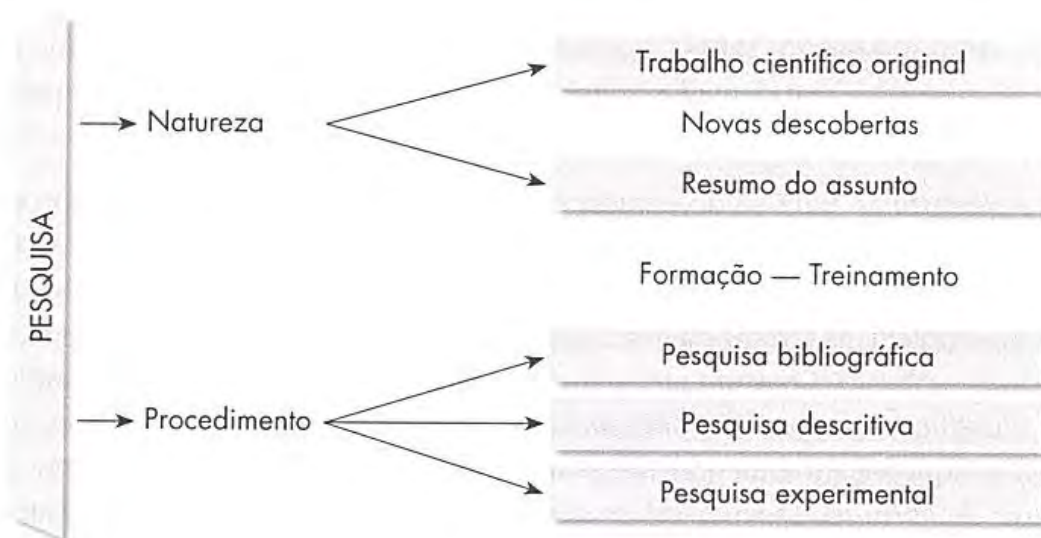 PESQUISA
Natureza
Trabalho científico original
Novas descobertas
Resumo do assunto
Formação — Treinamento
Procedimento
Pesquisa bibliográfica
Pesquisa descritiva
Pesquisa experimental